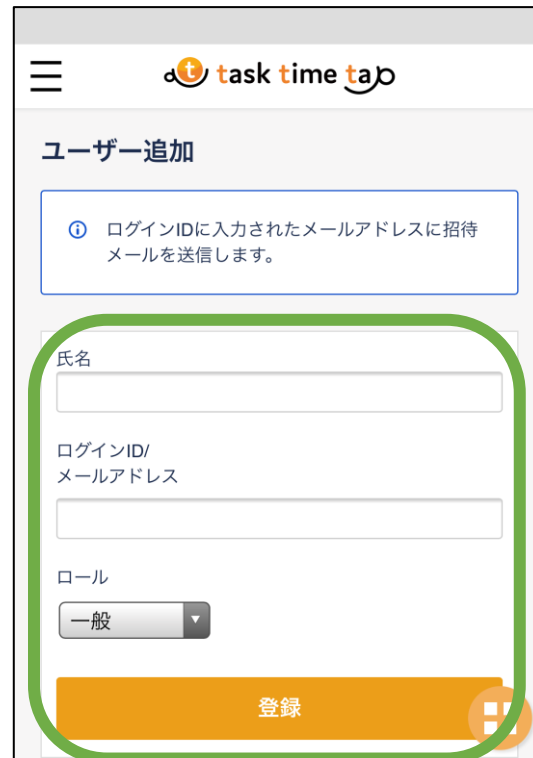 task time tap
ユーザー追加
ログインIDに入力されたメールアドレスに招待
メールを送信します。
氏名
ログインID/
メールアドレス
ロール
一般
登録